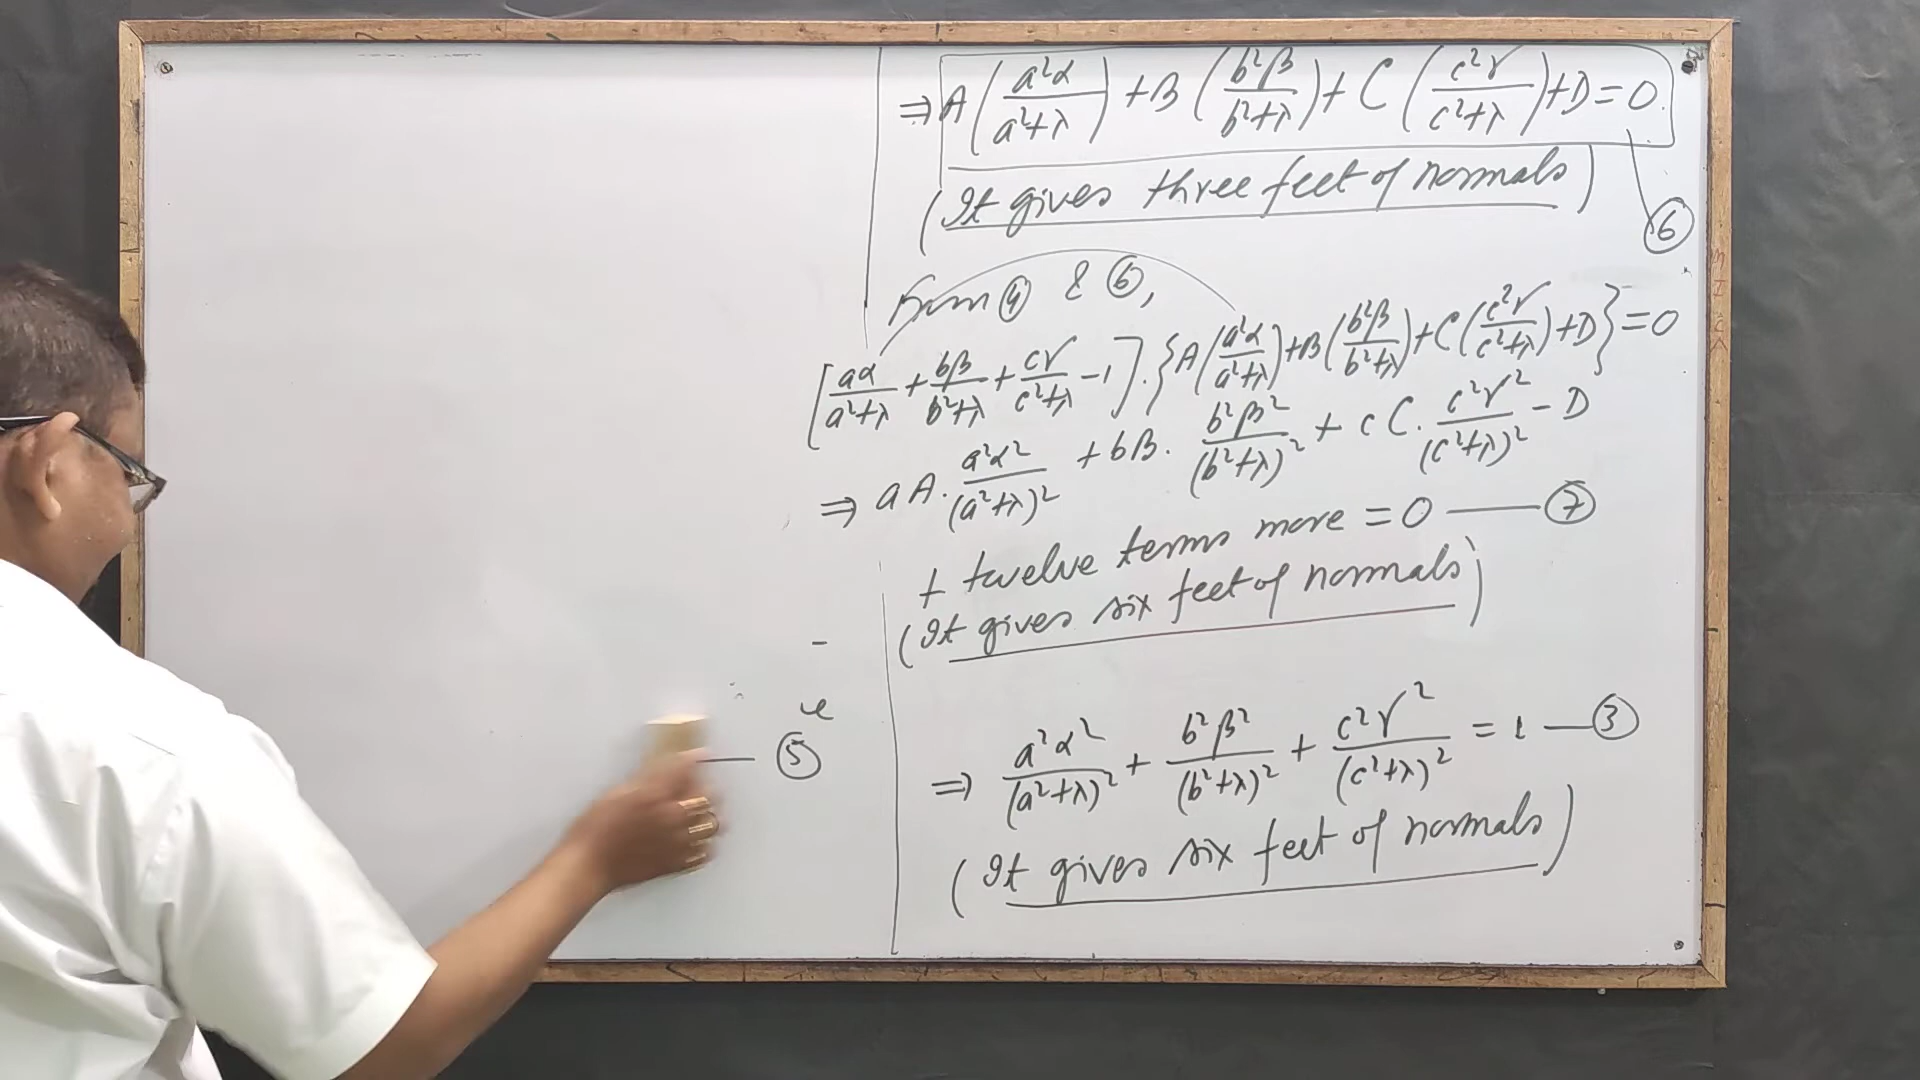 ⇒ A(a²α/(a²+λ)) + B(b²β/(b²+λ)) + C(c²γ/(c²+λ)) + D = 0
(It gives three feet of normals)
⑥
From ④ & ⑥,
[aα/(a²+λ) + bβ/(b²+λ) + cγ/(c²+λ) - 1].{A(a²α/(a²+λ)) + B(b²β/(b²+λ)) + C(c²γ/(c²+λ)) + D} = 0
⇒ aA. a²α²/(a²+λ)² + bB. b²β²/(b²+λ)² + cC. c²γ²/(c²+λ)² - D
+ twelve terms more = 0 — ⑦
(It gives six feet of normals)
— ⑤
⇒ a²α²/(a²+λ)² + b²β²/(b²+λ)² + c²γ²/(c²+λ)² = 1 — ③
(It gives six feet of normals)